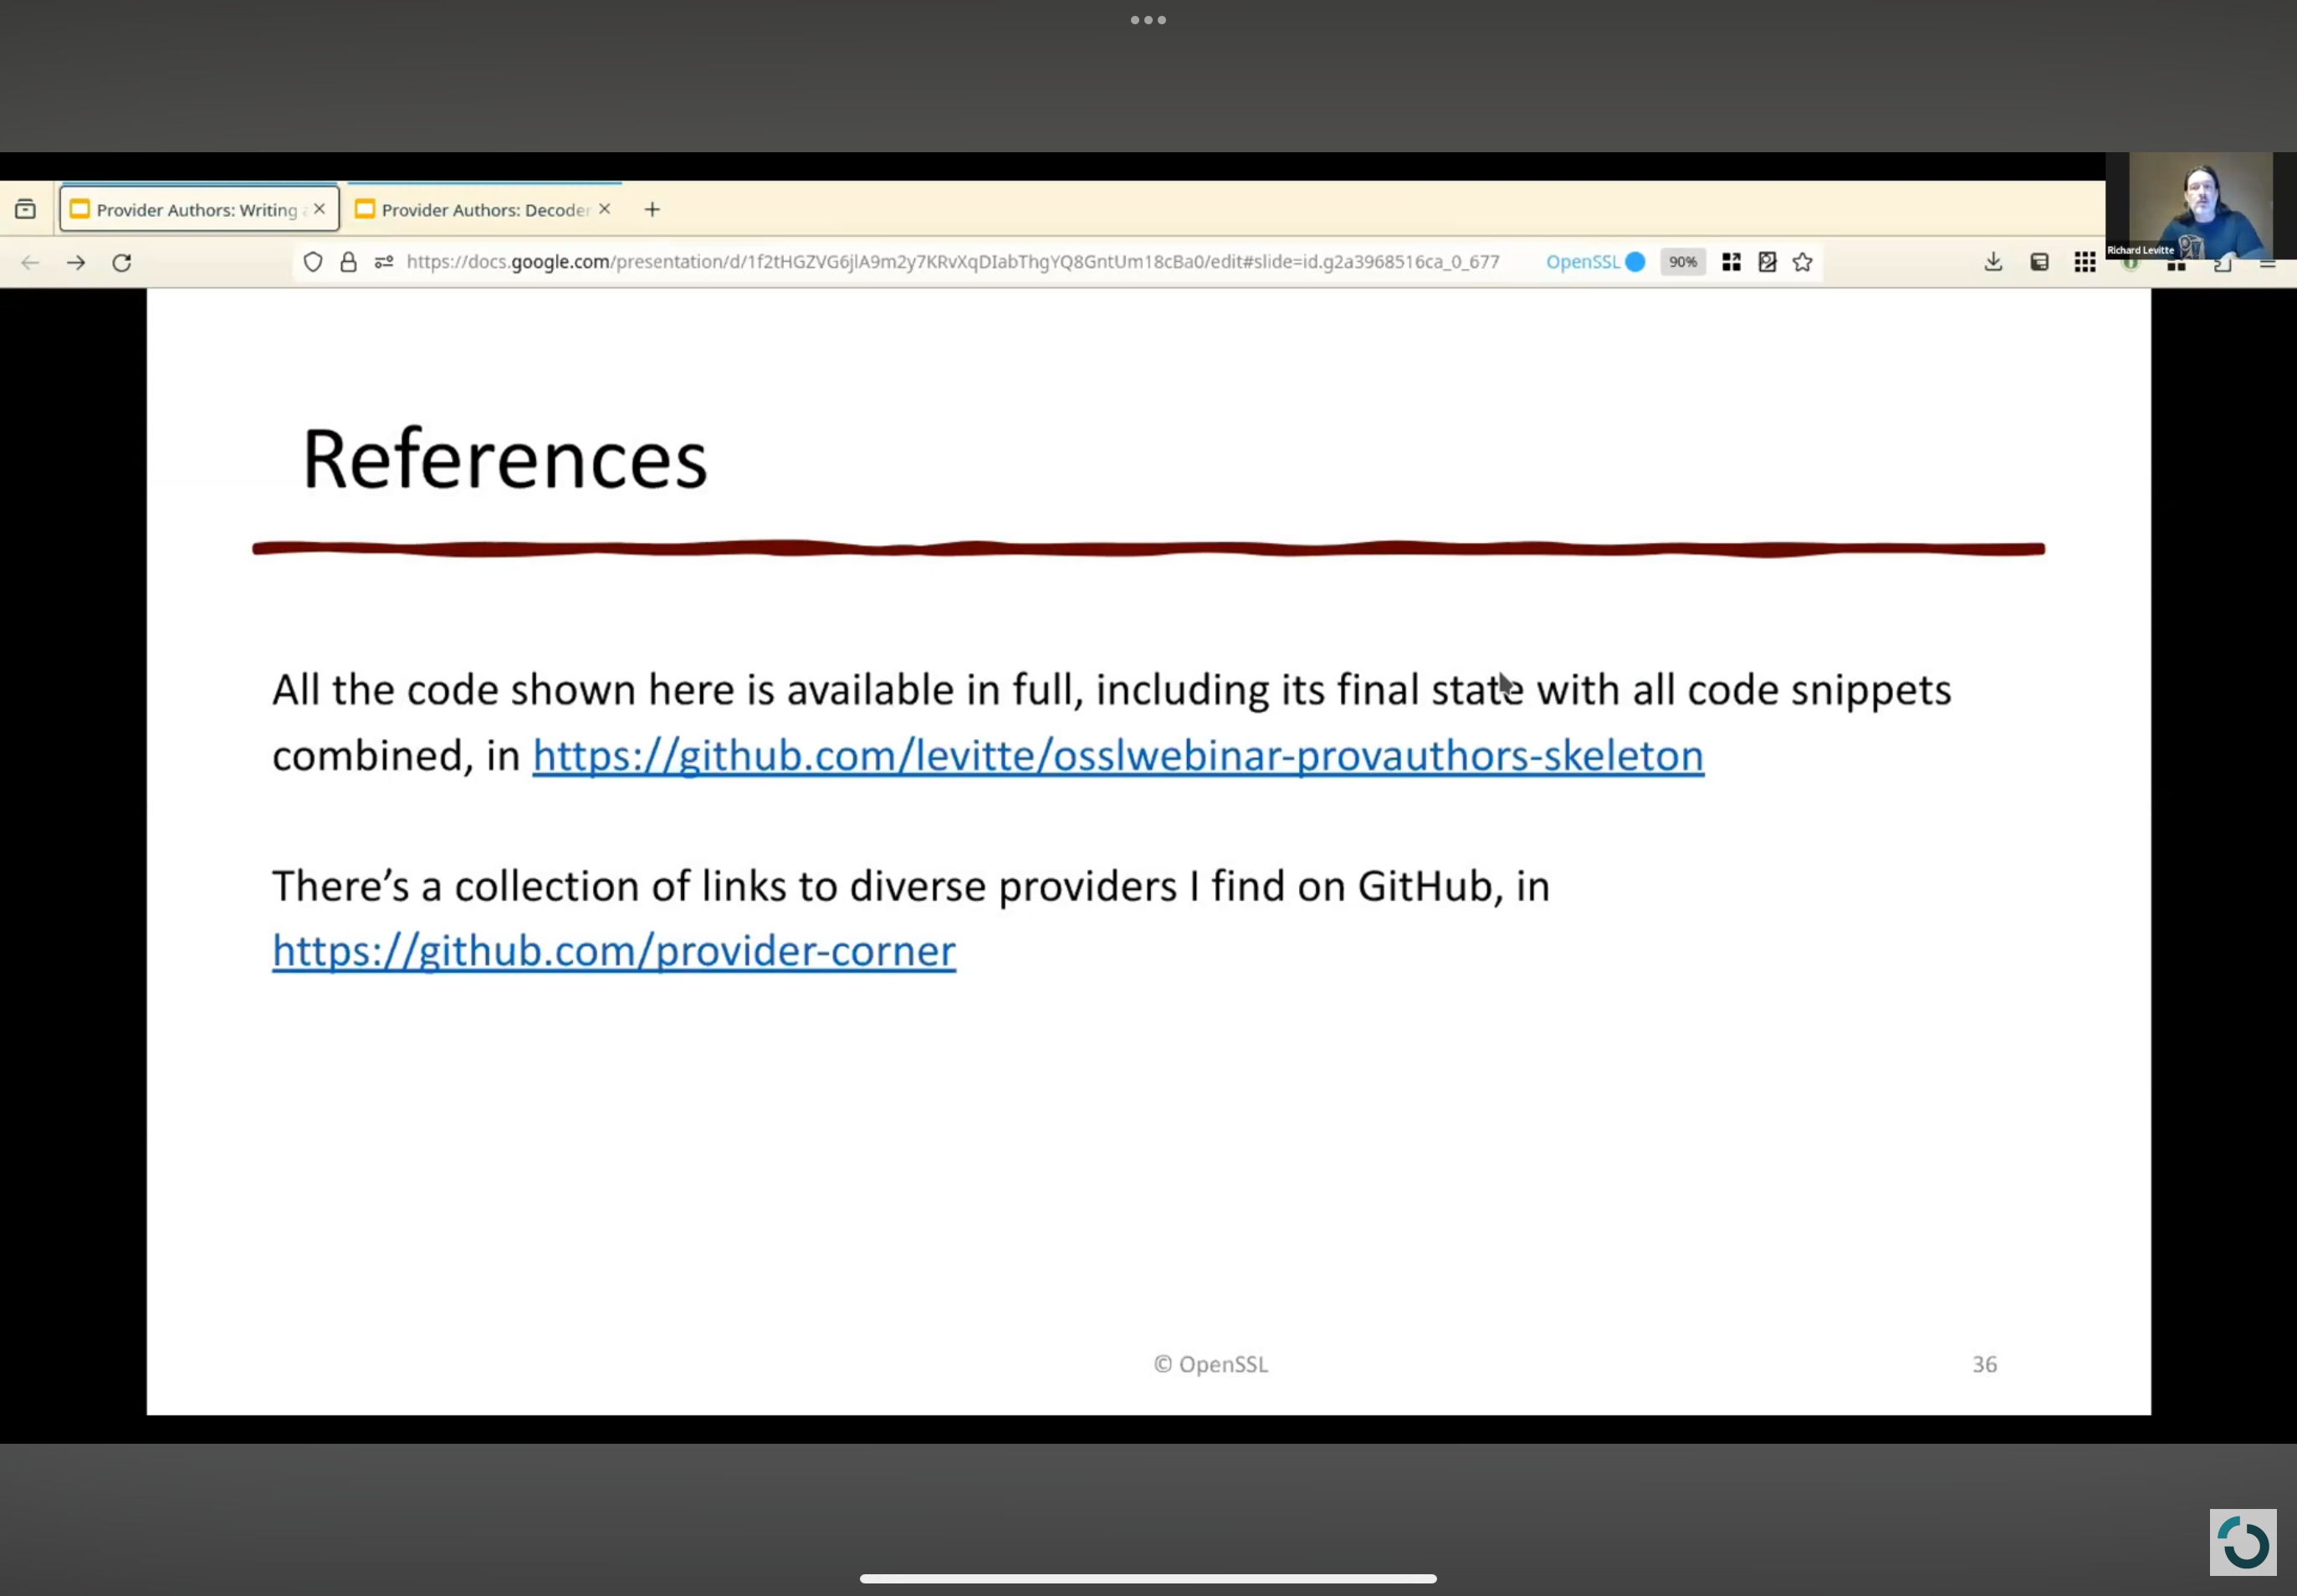 Provider Authors: Writing
Provider Authors: Decoder
https://docs.google.com/presentation/d/1f2tHGZVG6jlA9m2y7KRvXqDIabThgYQ8GntUm18cBa0/edit#slide=id.g2a3968516ca_0_677
OpenSSL
90%
Richard Levitte
References
All the code shown here is available in full, including its final state with all code snippets
combined, in https://github.com/levitte/osslwebinar-provauthors-skeleton
There’s a collection of links to diverse providers I find on GitHub, in
https://github.com/provider-corner
© OpenSSL
36